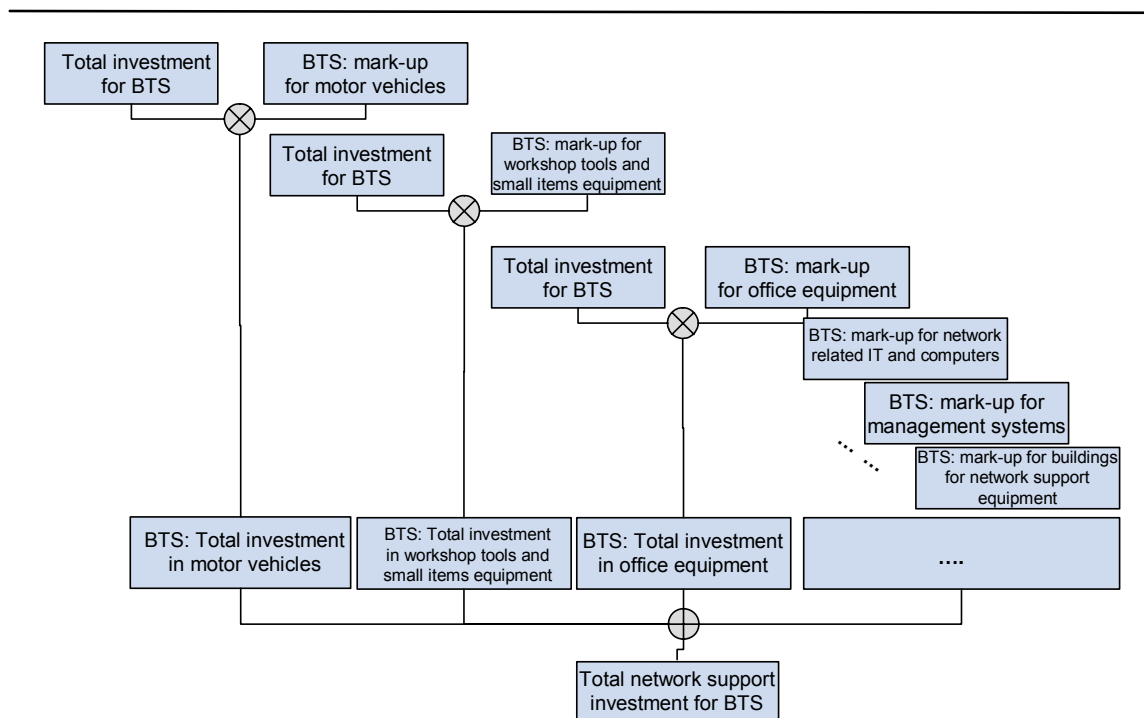 Total investment
for BTS
BTS: mark-up
for motor vehicles
Total investment
for BTS
BTS: mark-up for
workshop tools and
small items equipment
Total investment
for BTS
BTS: mark-up
for office equipment
BTS: mark-up for network
related IT and computers
BTS: mark-up for
management systems
BTS: mark-up for buildings
for network support
equipment
BTS: Total investment
in motor vehicles
BTS: Total investment
in workshop tools and
small items equipment
BTS: Total investment
in office equipment
....
Total network support
investment for BTS